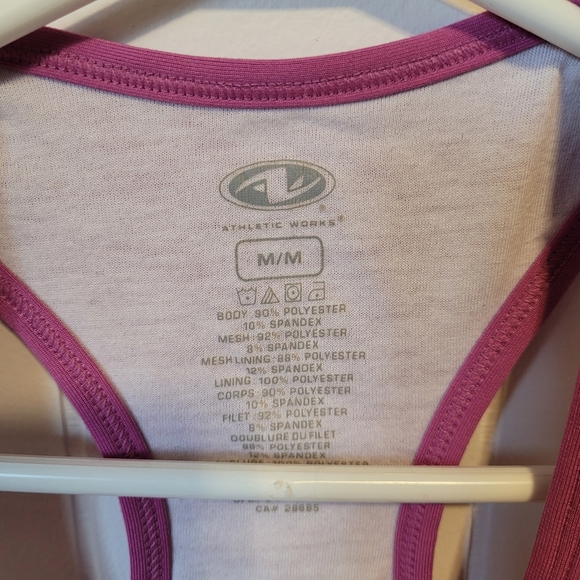 ATHLETIC WORKS®
M/M
BODY: 90% POLYESTER
10% SPANDEX
MESH: 92% POLYESTER
8% SPANDEX
MESH LINING: 88% POLYESTER
12% SPANDEX
LINING: 100% POLYESTER
CORPS: 90% POLYESTER
10% SPANDEX
FILET: 92% POLYESTER
8% SPANDEX
DOUBLURE DU FILET
88% POLYESTER
12% SPANDEX
100% POLYESTER
CA# 28685